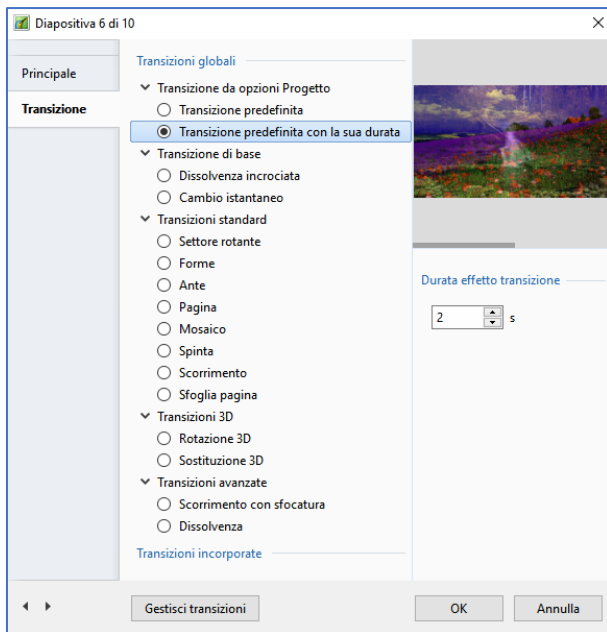 Diapositiva 6 di 10
Principale
Transizione
Transizioni globali
Transizione da opzioni Progetto
Transizione predefinita
Transizione predefinita con la sua durata
Transizione di base
Dissolvenza incrociata
Cambio istantaneo
Transizioni standard
Settore rotante
Forme
Ante
Pagina
Mosaico
Spinta
Scorrimento
Sfoglia pagina
Transizioni 3D
Rotazione 3D
Sostituzione 3D
Transizioni avanzate
Scorrimento con sfocatura
Dissolvenza
Transizioni incorporate
Durata effetto transizione
2 s
Gestisci transizioni
OK
Annulla